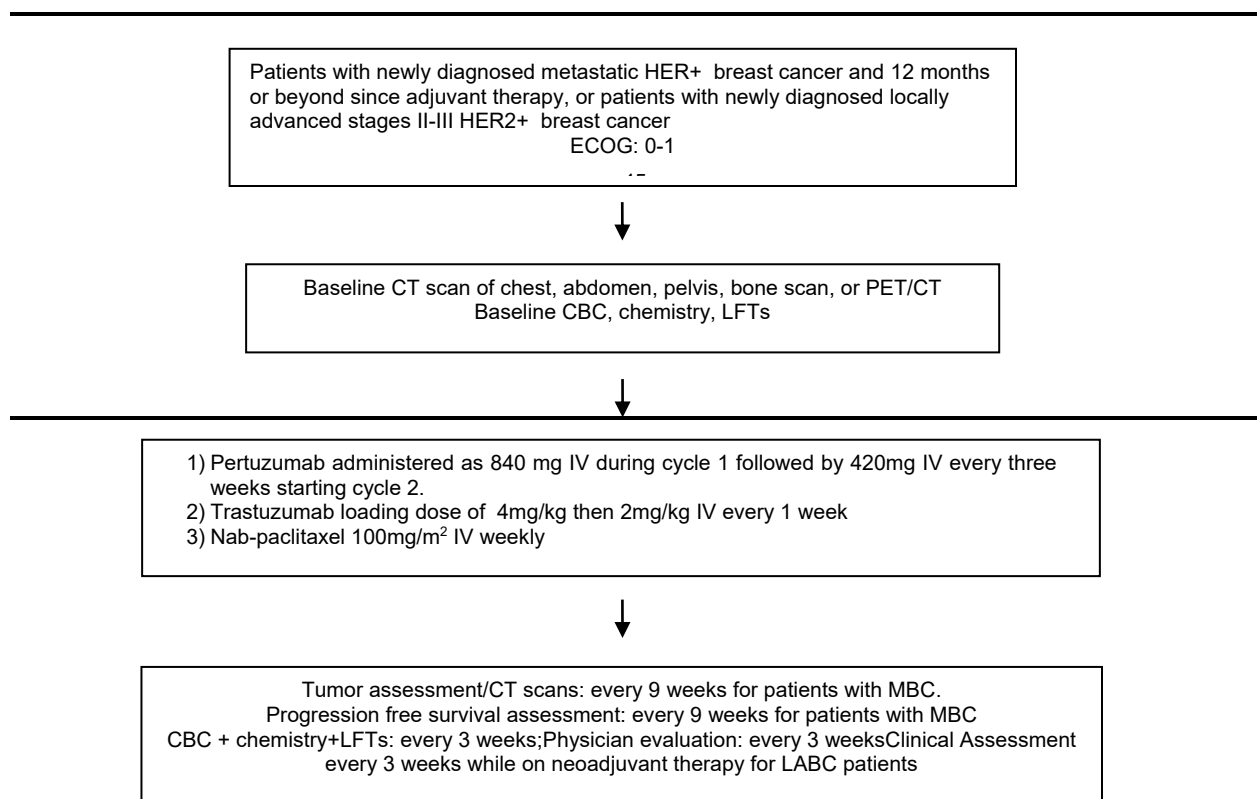 Patients with newly diagnosed metastatic HER+ breast cancer and 12 months
or beyond since adjuvant therapy, or patients with newly diagnosed locally
advanced stages II-III HER2+ breast cancer
ECOG: 0-1
Baseline CT scan of chest, abdomen, pelvis, bone scan, or PET/CT
Baseline CBC, chemistry, LFTs
1) Pertuzumab administered as 840 mg IV during cycle 1 followed by 420mg IV every three
weeks starting cycle 2.
2) Trastuzumab loading dose of 4mg/kg then 2mg/kg IV every 1 week
3) Nab-paclitaxel 100mg/m² IV weekly
Tumor assessment/CT scans: every 9 weeks for patients with MBC.
Progression free survival assessment: every 9 weeks for patients with MBC
CBC + chemistry+LFTs: every 3 weeks;Physician evaluation: every 3 weeksClinical Assessment
every 3 weeks while on neoadjuvant therapy for LABC patients